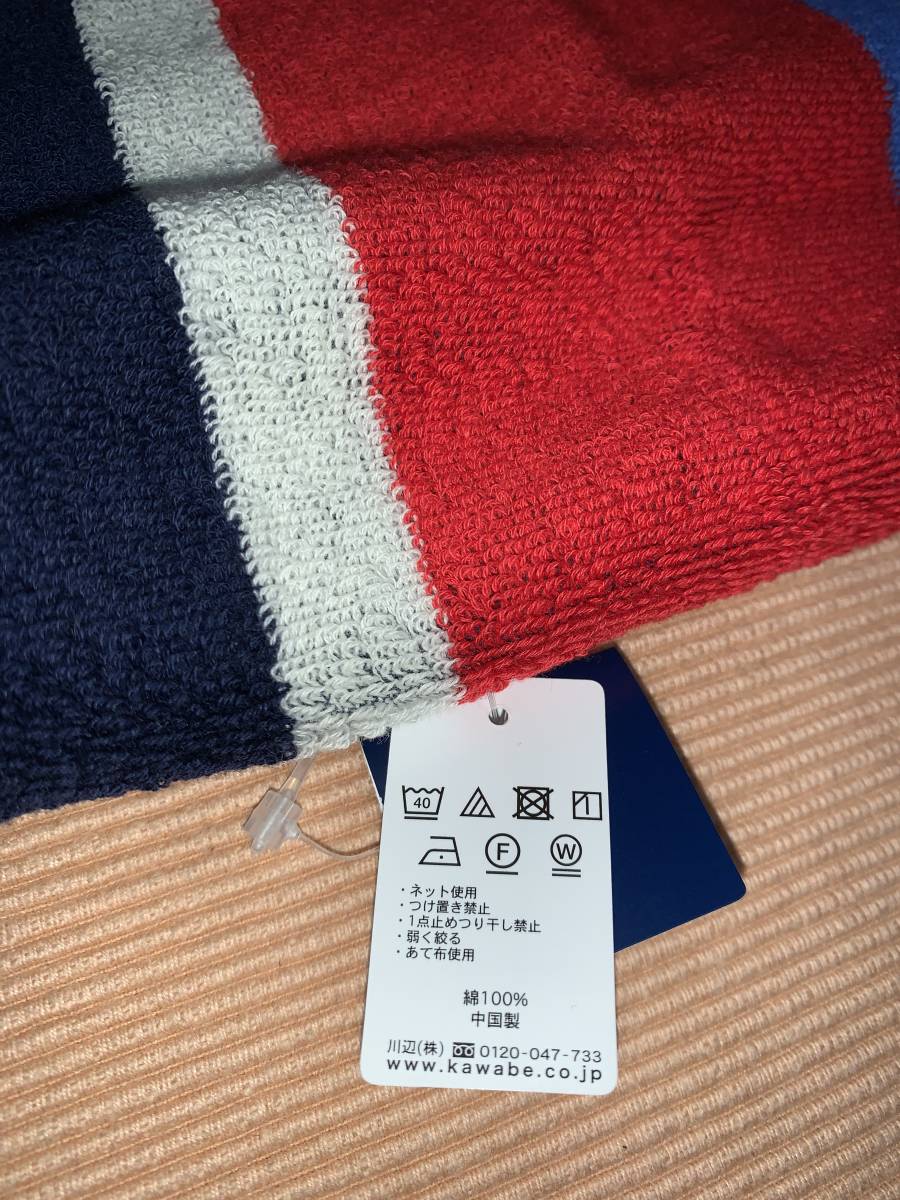 40
F W
・ネット使用
・つけ置き禁止
・1点止めつり干し禁止
・弱く絞る
・あて布使用
綿100%
中国製
川辺(株) 0120-047-733
www.kawabe.co.jp